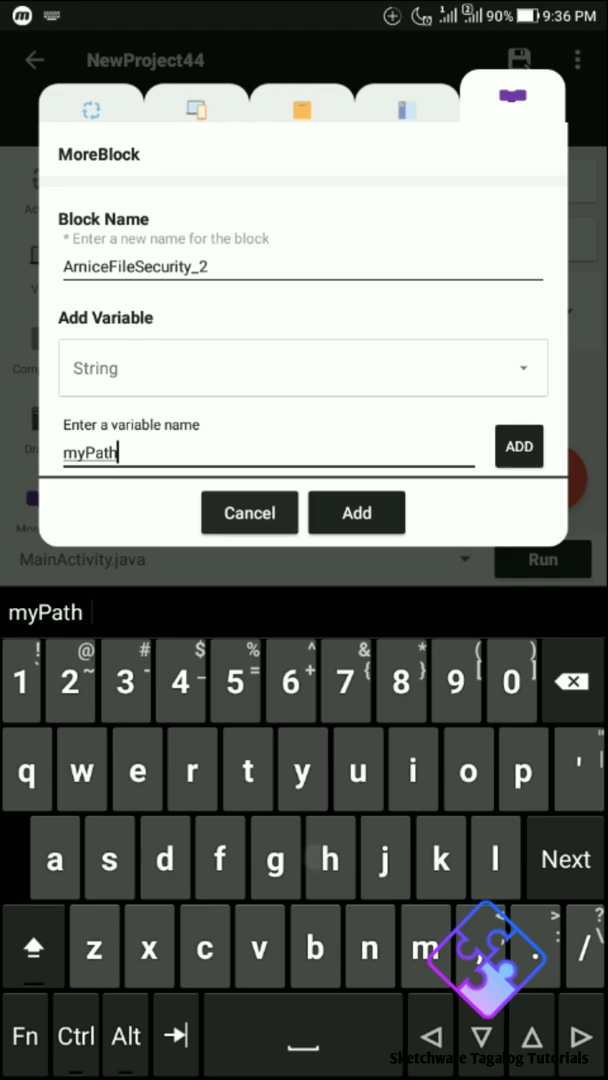 1 2 90% 9:36 PM
NewProject44
MoreBlock
Block Name
* Enter a new name for the block
ArniceFileSecurity_2
Add Variable
String
Enter a variable name
myPath
ADD
Cancel
Add
MainActivity.java
Run
myPath
! @ # $ % ^ & * ( )
` ~ - _ = + { } [ ]
1 2 3 4 5 6 7 8 9 0
q w e r t y u i o p ' " |
a s d f g h j k l Next
z x c v b n m , < . > : / ? \
Fn Ctrl Alt
Sketchware Tagalog Tutorials